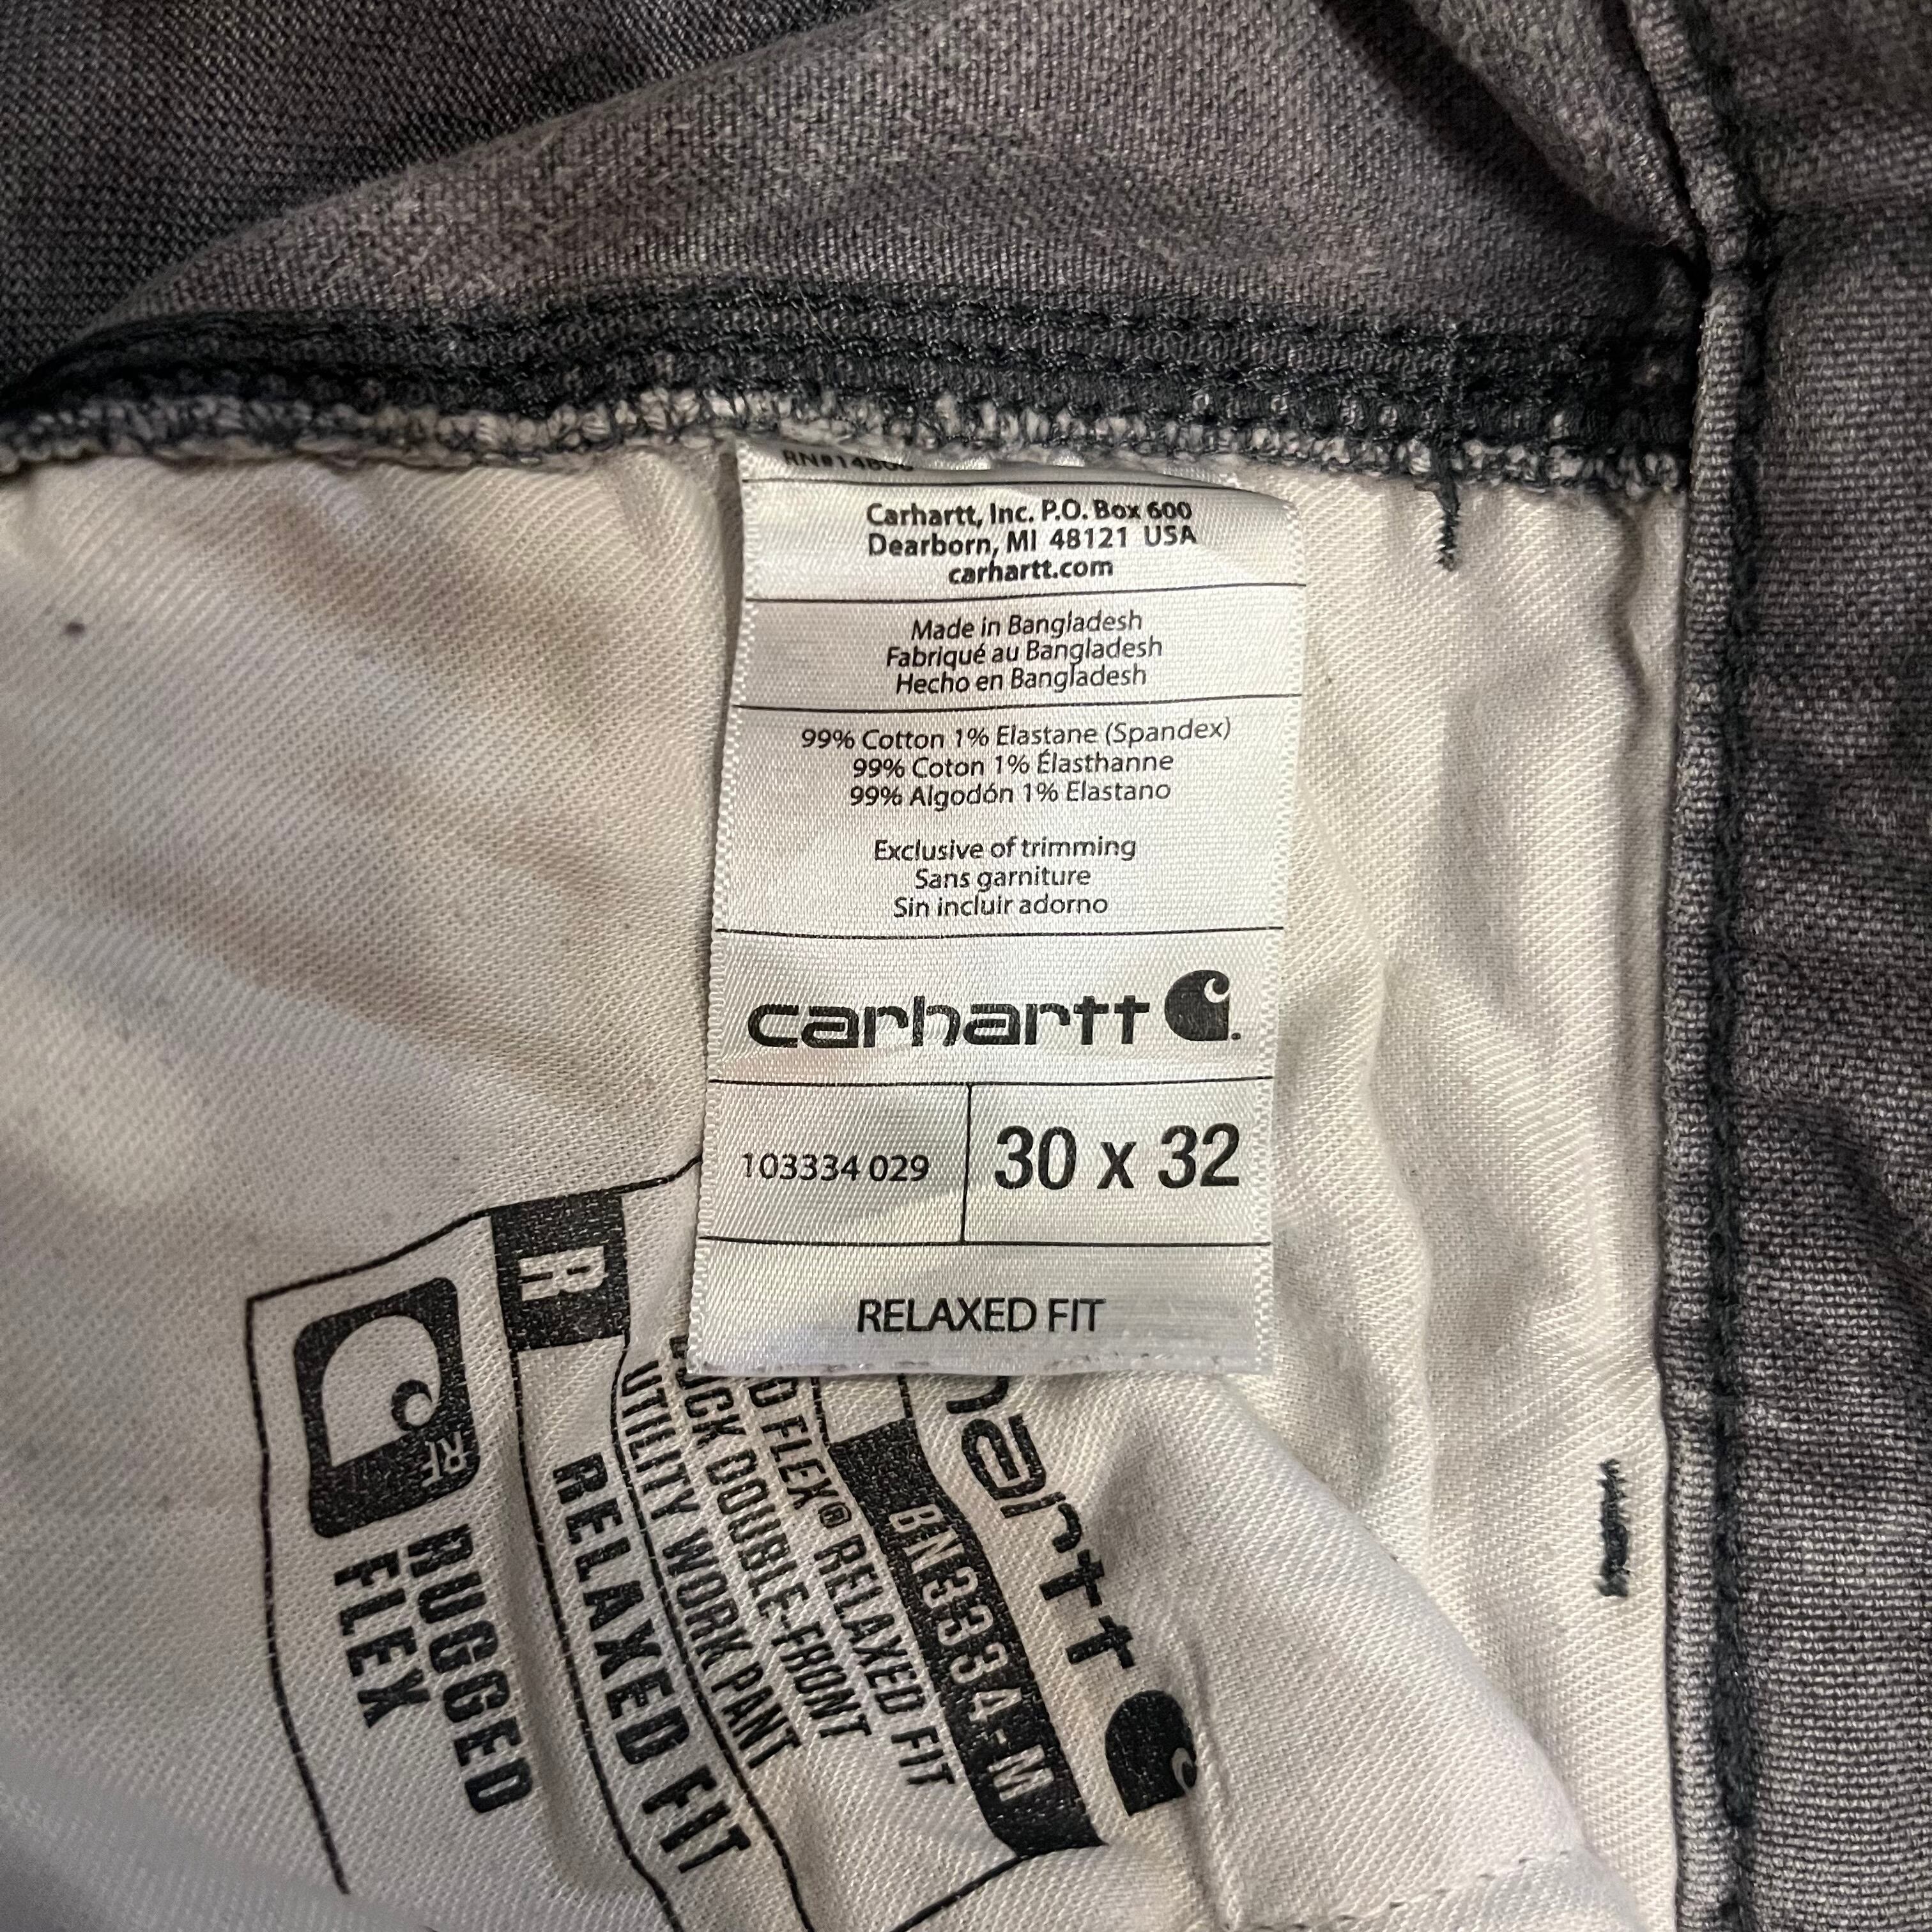 Carhartt, Inc. P.O. Box 600
Dearborn, MI 48121 USA
carhartt.com
Made in Bangladesh
Fabriqué au Bangladesh
Hecho en Bangladesh
99% Cotton 1% Elastane (Spandex)
99% Coton 1% Élasthanne
99% Algodón 1% Elastano
Exclusive of trimming
Sans garniture
Sin incluir adorno
carhartt
103334 029
30 x 32
RELAXED FIT
BN3334-M
FLEX® RELAXED FIT
DOUBLE-FRONT
UTILITY WORK PANT
R
RELAXED FIT
RF
RUGGED
FLEX